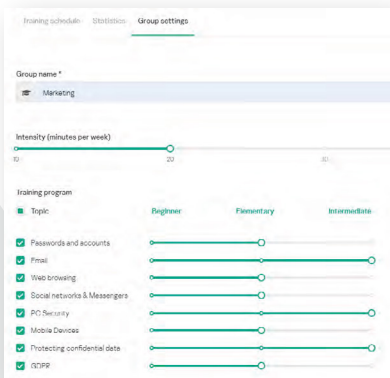 Training schedule Statistics Group settings
Group name *
Marketing
Intensity (minutes per week)
10 20 30
Training program
Topic Beginner Elementary Intermediate
Passwords and accounts
Email
Web browsing
Social networks & Messengers
PC Security
Mobile Devices
Protecting confidential data
GDPR